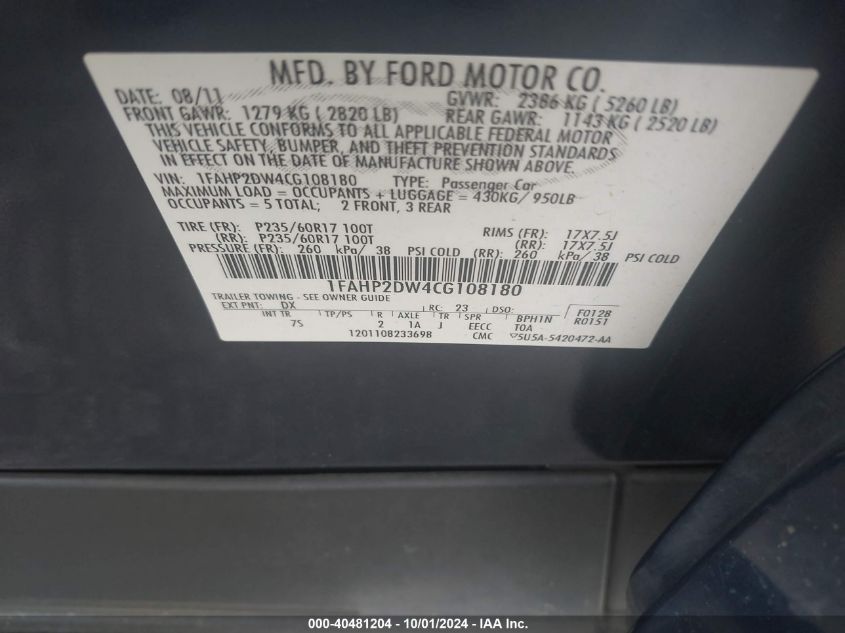 MFD. BY FORD MOTOR CO.
DATE: 08/11 GVWR: 2386 KG ( 5260 LB)
FRONT GAWR: 1279 KG ( 2820 LB) REAR GAWR: 1143 KG ( 2520 LB)
THIS VEHICLE CONFORMS TO ALL APPLICABLE FEDERAL MOTOR
VEHICLE SAFETY, BUMPER, AND THEFT PREVENTION STANDARDS
IN EFFECT ON THE DATE OF MANUFACTURE SHOWN ABOVE.
VIN: 1FAHP2DW4CG108180 TYPE: Passenger Car
MAXIMUM LOAD = OCCUPANTS + LUGGAGE = 430KG/ 950LB
OCCUPANTS = 5 TOTAL; 2 FRONT, 3 REAR
TIRE (FR): P235/60R17 100T RIMS (FR): 17X7.5J
(RR): P235/60R17 100T (RR): 17X7.5J
PRESSURE (FR): 260 kPa/ 38 PSI COLD (RR): 260 kPa/ 38 PSI COLD
1FAHP2DW4CG108180
TRAILER TOWING - SEE OWNER GUIDE
EXT PNT: DX RC: 23 DSO: F0128
INT TR TP/PS R AXLE TR SPR BPH1N R0151
7S 2 1A J EECC T0A
1201108233698 CMC 5U5A-5420472-AA
000-40481204 - 10/01/2024 - IAA Inc.